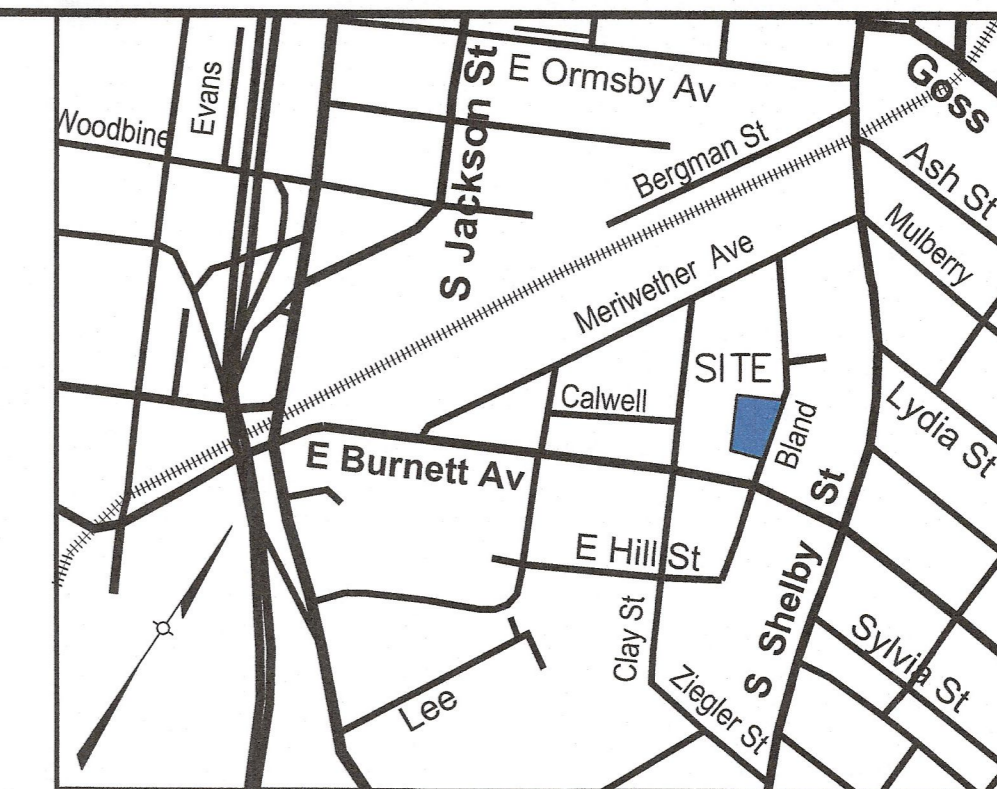 Woodbine
Evans
S Jackson St
E Ormsby Av
Goss
Bergman St
Ash St
Mulberry
Meriwether Ave
SITE
Calwell
Bland
Lydia St
E Burnett Av
S Shelby St
E Hill St
Clay St
Sylvia St
Ziegler St
Lee